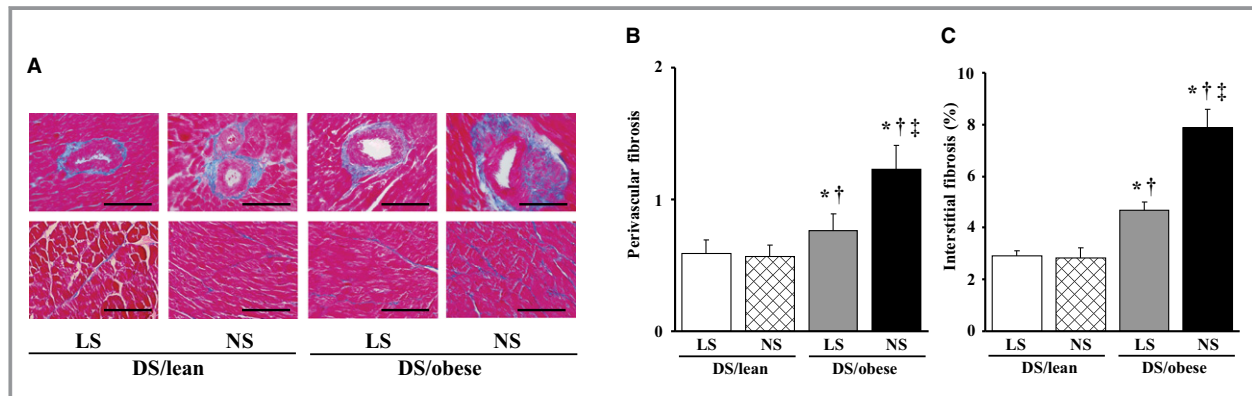 A
LS NS LS NS
DS/lean DS/obese
B
Perivascular fibrosis
2
1
0
* †
* † ‡
LS NS LS NS
DS/lean DS/obese
C
Interstitial fibrosis (%)
10
8
6
4
2
0
* †
* † ‡
LS NS LS NS
DS/lean DS/obese